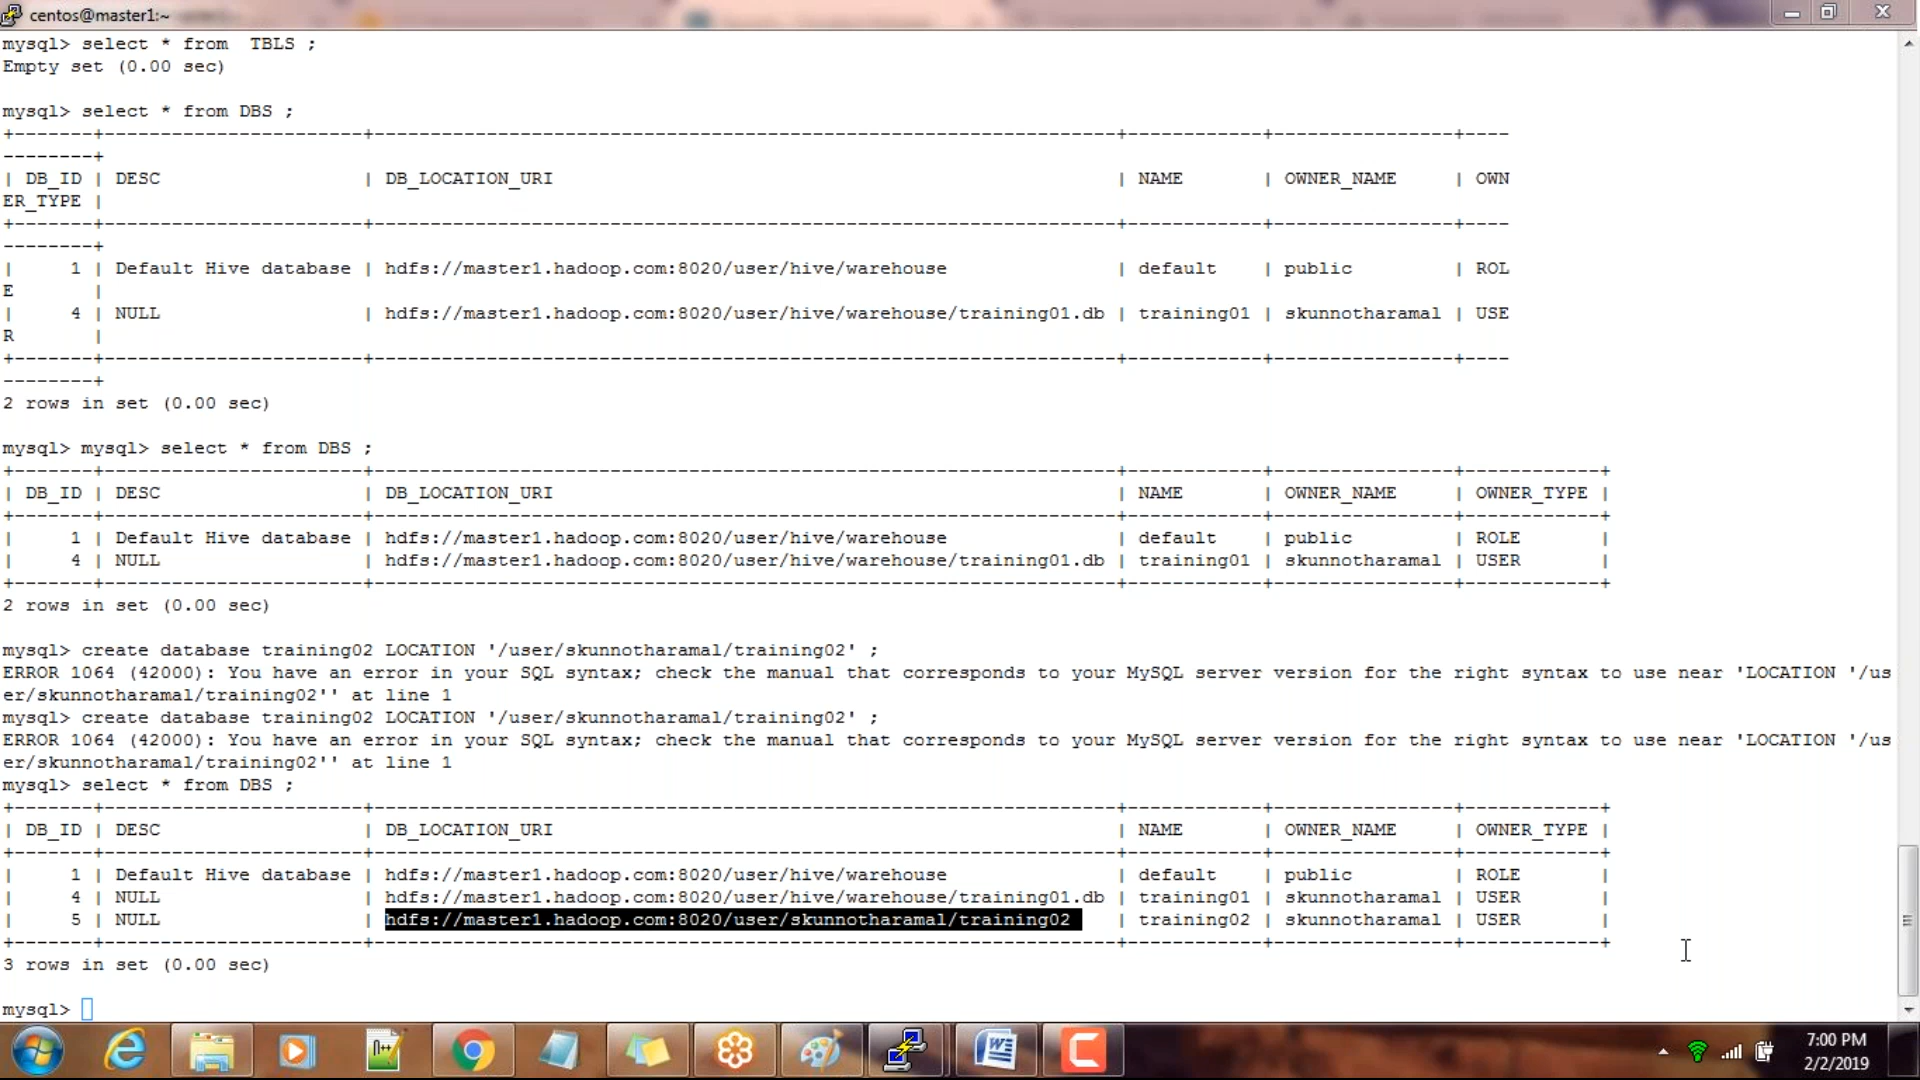 centos@master1:~
mysql> select * from  TBLS ;
Empty set (0.00 sec)
mysql> select * from DBS ;
+-------+-----------------------+-------------------------------------------------------------------+------------+----------------+----
--------+
| DB_ID | DESC                  | DB_LOCATION_URI                                                   | NAME       | OWNER_NAME     | OWN
ER_TYPE |
+-------+-----------------------+-------------------------------------------------------------------+------------+----------------+----
--------+
|     1 | Default Hive database | hdfs://master1.hadoop.com:8020/user/hive/warehouse                | default    | public         | ROL
E       |
|     4 | NULL                  | hdfs://master1.hadoop.com:8020/user/hive/warehouse/training01.db | training01 | skunnotharamal | USE
R       |
+-------+-----------------------+-------------------------------------------------------------------+------------+----------------+----
--------+
2 rows in set (0.00 sec)
mysql> mysql> select * from DBS ;
+-------+-----------------------+-------------------------------------------------------------------+------------+----------------+------------+
| DB_ID | DESC                  | DB_LOCATION_URI                                                   | NAME       | OWNER_NAME     | OWNER_TYPE |
+-------+-----------------------+-------------------------------------------------------------------+------------+----------------+------------+
|     1 | Default Hive database | hdfs://master1.hadoop.com:8020/user/hive/warehouse                | default    | public         | ROLE       |
|     4 | NULL                  | hdfs://master1.hadoop.com:8020/user/hive/warehouse/training01.db | training01 | skunnotharamal | USER       |
+-------+-----------------------+-------------------------------------------------------------------+------------+----------------+------------+
2 rows in set (0.00 sec)
mysql> create database training02 LOCATION '/user/skunnotharamal/training02' ;
ERROR 1064 (42000): You have an error in your SQL syntax; check the manual that corresponds to your MySQL server version for the right syntax to use near 'LOCATION '/us
er/skunnotharamal/training02'' at line 1
mysql> create database training02 LOCATION '/user/skunnotharamal/training02' ;
ERROR 1064 (42000): You have an error in your SQL syntax; check the manual that corresponds to your MySQL server version for the right syntax to use near 'LOCATION '/us
er/skunnotharamal/training02'' at line 1
mysql> select * from DBS ;
+-------+-----------------------+-------------------------------------------------------------------+------------+----------------+------------+
| DB_ID | DESC                  | DB_LOCATION_URI                                                   | NAME       | OWNER_NAME     | OWNER_TYPE |
+-------+-----------------------+-------------------------------------------------------------------+------------+----------------+------------+
|     1 | Default Hive database | hdfs://master1.hadoop.com:8020/user/hive/warehouse                | default    | public         | ROLE       |
|     4 | NULL                  | hdfs://master1.hadoop.com:8020/user/hive/warehouse/training01.db | training01 | skunnotharamal | USER       |
|     5 | NULL                  | hdfs://master1.hadoop.com:8020/user/skunnotharamal/training02    | training02 | skunnotharamal | USER       |
+-------+-----------------------+-------------------------------------------------------------------+------------+----------------+------------+
3 rows in set (0.00 sec)
mysql>
7:00 PM
2/2/2019